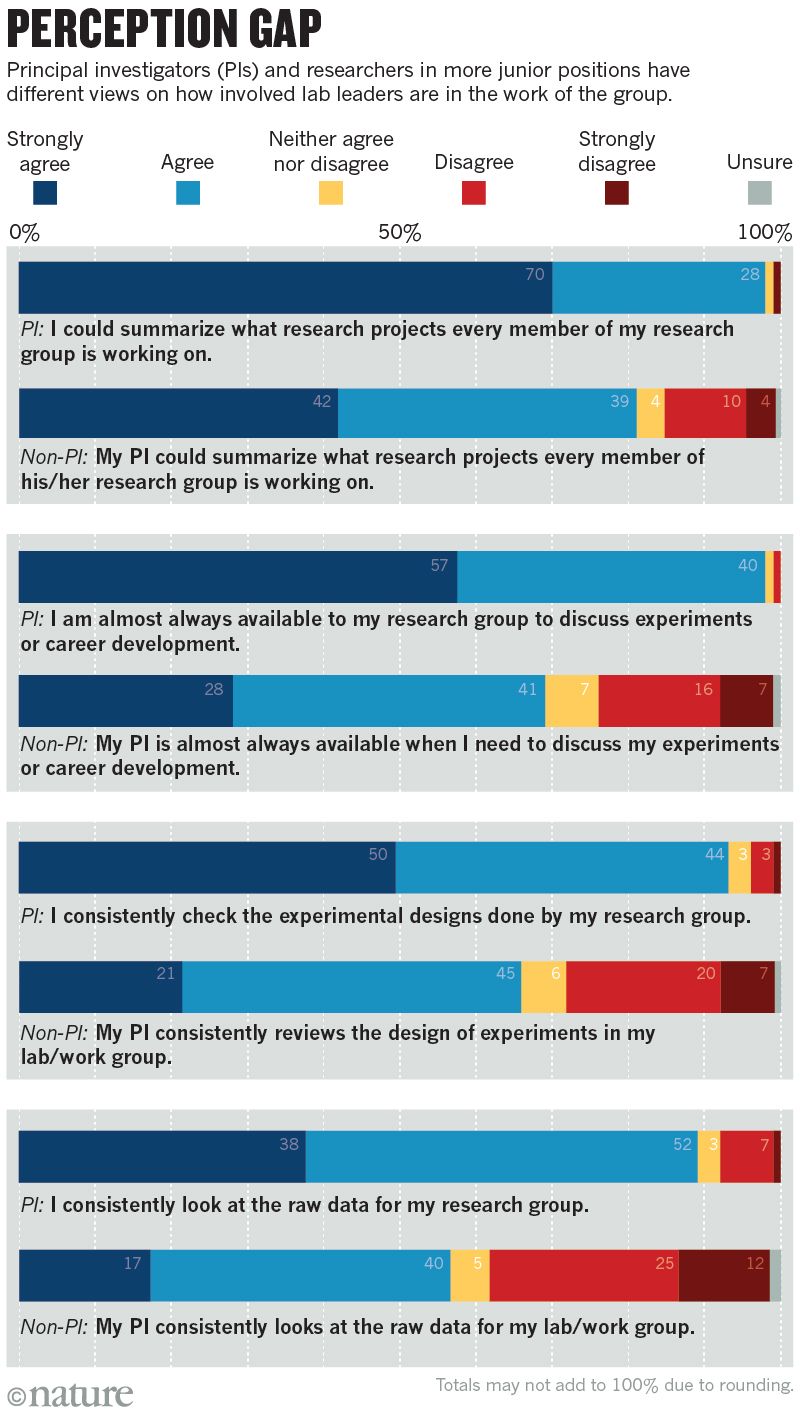 PERCEPTION GAP
Principal investigators (PIs) and researchers in more junior positions have
different views on how involved lab leaders are in the work of the group.
Strongly
agree
Agree
Neither agree
nor disagree
Disagree
Strongly
disagree
Unsure
0% 50% 100%
70 28
PI: I could summarize what research projects every member of my research
group is working on.
42 39 4 10 4
Non-PI: My PI could summarize what research projects every member of
his/her research group is working on.
57 40
PI: I am almost always available to my research group to discuss experiments
or career development.
28 41 7 16 7
Non-PI: My PI is almost always available when I need to discuss my experiments
or career development.
50 44 3 3
PI: I consistently check the experimental designs done by my research group.
21 45 6 20 7
Non-PI: My PI consistently reviews the design of experiments in my
lab/work group.
38 52 3 7
PI: I consistently look at the raw data for my research group.
17 40 5 25 12
Non-PI: My PI consistently looks at the raw data for my lab/work group.
©nature
Totals may not add to 100% due to rounding.